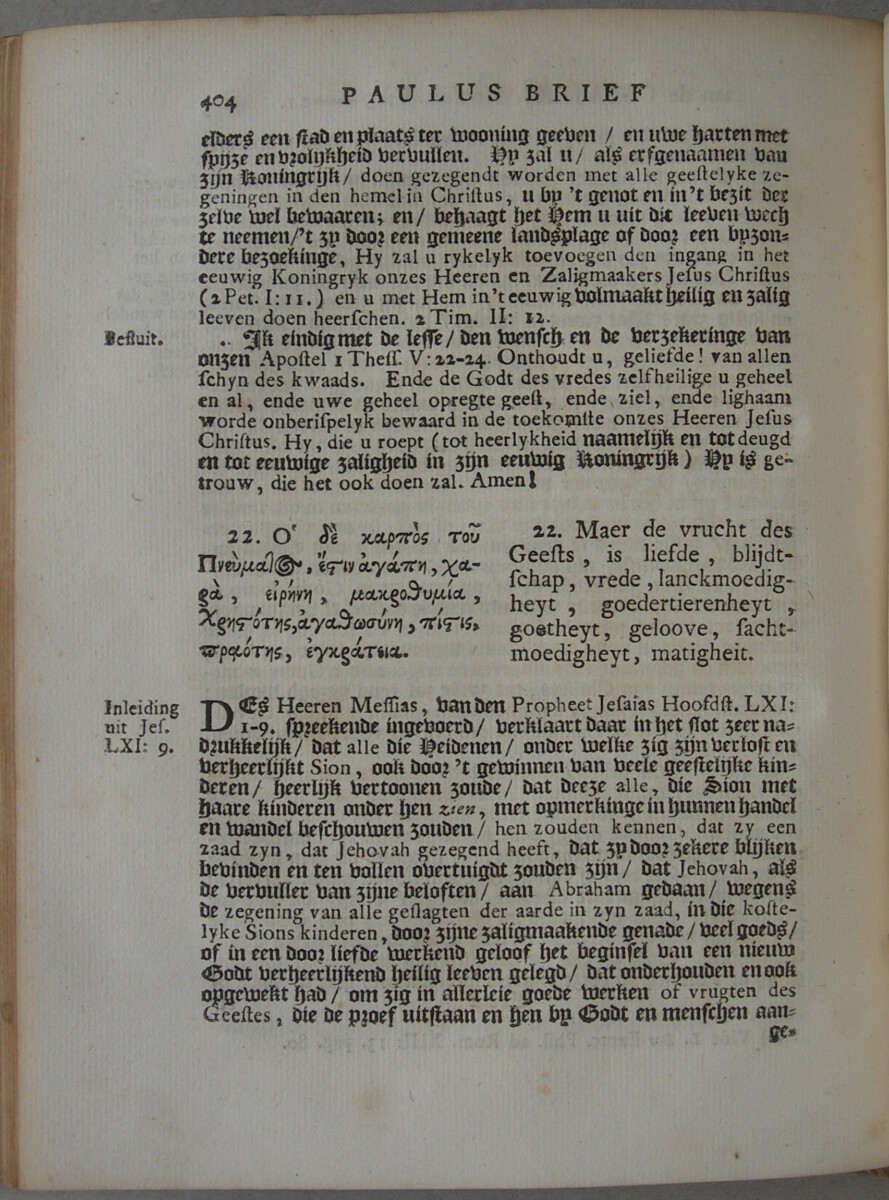 404 PAULUS BRIEF
elders een ſtad en plaats ter wooning geeven / en uwe harten met
ſpijze en vrolijkheid vervullen. Hy zal u / als erfgenaamen van
zijn Koningrijk / doen gezegendt worden met alle geeſtelyke ze-
geningen in den hemel in Chriſtus, u by 't genot en in 't bezit der
zelve wel bewaaren; en / behaagt het Hem u uit dit leeven wech
te neemen / 't zy door een gemeene landsplage of door een byzon-
dere bezoekinge, Hy zal u rykelyk toevoegen den ingang in het
eeuwig Koningryk onzes Heeren en Zaligmaakers Jeſus Chriſtus
(2 Pet. I: 11.) en u met Hem in 't eeuwig volmaakt heilig en zalig
leeven doen heerſchen. 2 Tim. II: 12.
Beſluit.
Ik eindig met de leſſe / den wenſch en de verzekeringe van
onzen Apoſtel 1 Theſſ. V: 22-24. Onthoudt u, geliefde! van allen
ſchyn des kwaads. Ende de Godt des vredes zelf heilige u geheel
en al, ende uwe geheel opregte geeſt, ende ziel, ende lighaam
worde onberiſpelyk bewaard in de toekomſte onzes Heeren Jeſus
Chriſtus. Hy, die u roept (tot heerlykheid naamelijk en tot deugd
en tot eeuwige zaligheid in zijn eeuwig Koningrijk) Hy is ge-
trouw, die het ook doen zal. Amen!
22. Ὁ δὲ καρπὸς τοῦ
Πνεύμαος, ἔςιν ἀγάπη, χα-
ρὰ, εἰρήνη, μακροθυμία,
Χρηςότης, ἀγαθωσύνη, πίςις,
πραότης, ἐγκράτεια.
22. Maer de vrucht des
Geeſts, is liefde, blijdt-
ſchap, vrede, lanckmoedig-
heyt, goedertierenheyt,
goetheyt, geloove, ſacht-
moedigheyt, matigheit.
Inleiding
uit Jeſ.
LXI: 9.
DEs Heeren Meſſias, van den Propheet Jeſaias Hoofdſt. LXI:
1-9. ſpreekende ingevoerd / verklaart daar in het ſlot zeer na-
drukkelijk / dat alle die Heidenen / onder welke zig zijn verloſt en
verheerlijkt Sion, ook door 't gewinnen van veele geeſtelijke kin-
deren / heerlijk vertoonen zoude / dat deeze alle, die Sion met
haare kinderen onder hen zien, met opmerkinge in hunnen handel
en wandel beſchouwen zouden / hen zouden kennen, dat zy een
zaad zyn, dat Jehovah gezegend heeft, dat zy door zekere blijken
bevinden en ten vollen overtuigdt zouden zijn / dat Jehovah, als
de vervuller van zijne beloften / aan Abraham gedaan / wegens
de zegening van alle geſlagten der aarde in zyn zaad, in die koſte-
lyke Sions kinderen, door zijne zaligmaakende genade / veel goeds /
of in een door liefde werkend geloof het beginſel van een nieuw
Godt verheerlijkend heilig leeven gelegd / dat onderhouden en ook
opgewekt had / om zig in allerleie goede werken of vrugten des
Geeſtes, die de proef uitſtaan en hen by Godt en menſchen aan-
ge-